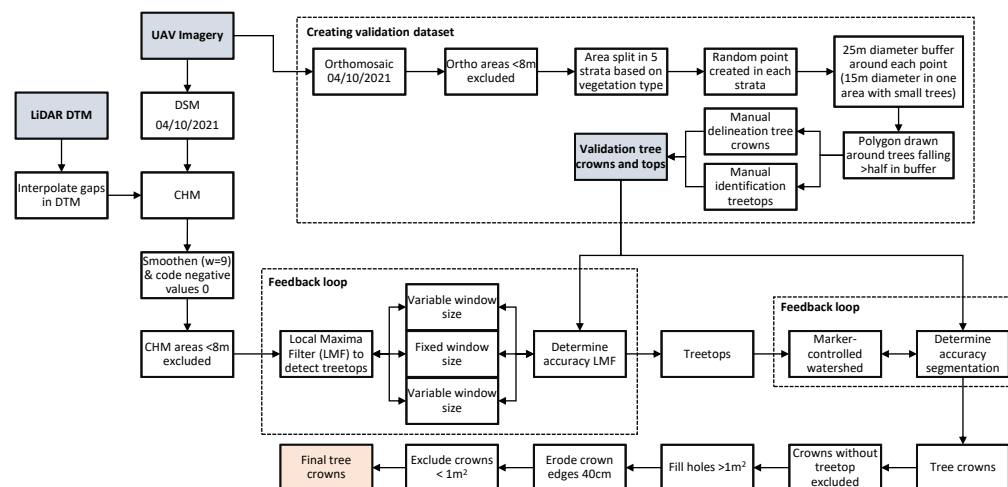 UAV Imagery
LiDAR DTM
DSM
04/10/2021
Interpolate gaps
in DTM
CHM
Smoothen (w=9)
& code negative
values 0
CHM areas <8m
excluded
Creating validation dataset
Orthomosaic
04/10/2021
Ortho areas <8m
excluded
Area split in 5
strata based on
vegetation type
Random point
created in each
strata
25m diameter buffer
around each point
(15m diameter in one
area with small trees)
Polygon drawn
around trees falling
>half in buffer
Manual
delineation tree
crowns
Manual
identification
treetops
Validation tree
crowns and tops
Feedback loop
Local Maxima
Filter (LMF) to
detect treetops
Variable window
size
Fixed window
size
Variable window
size
Determine
accuracy LMF
Treetops
Feedback loop
Marker-
controlled
watershed
Determine
accuracy
segmentation
Tree crowns
Crowns without
treetop
excluded
Fill holes >1m²
Erode crown
edges 40cm
Exclude crowns
< 1m²
Final tree
crowns